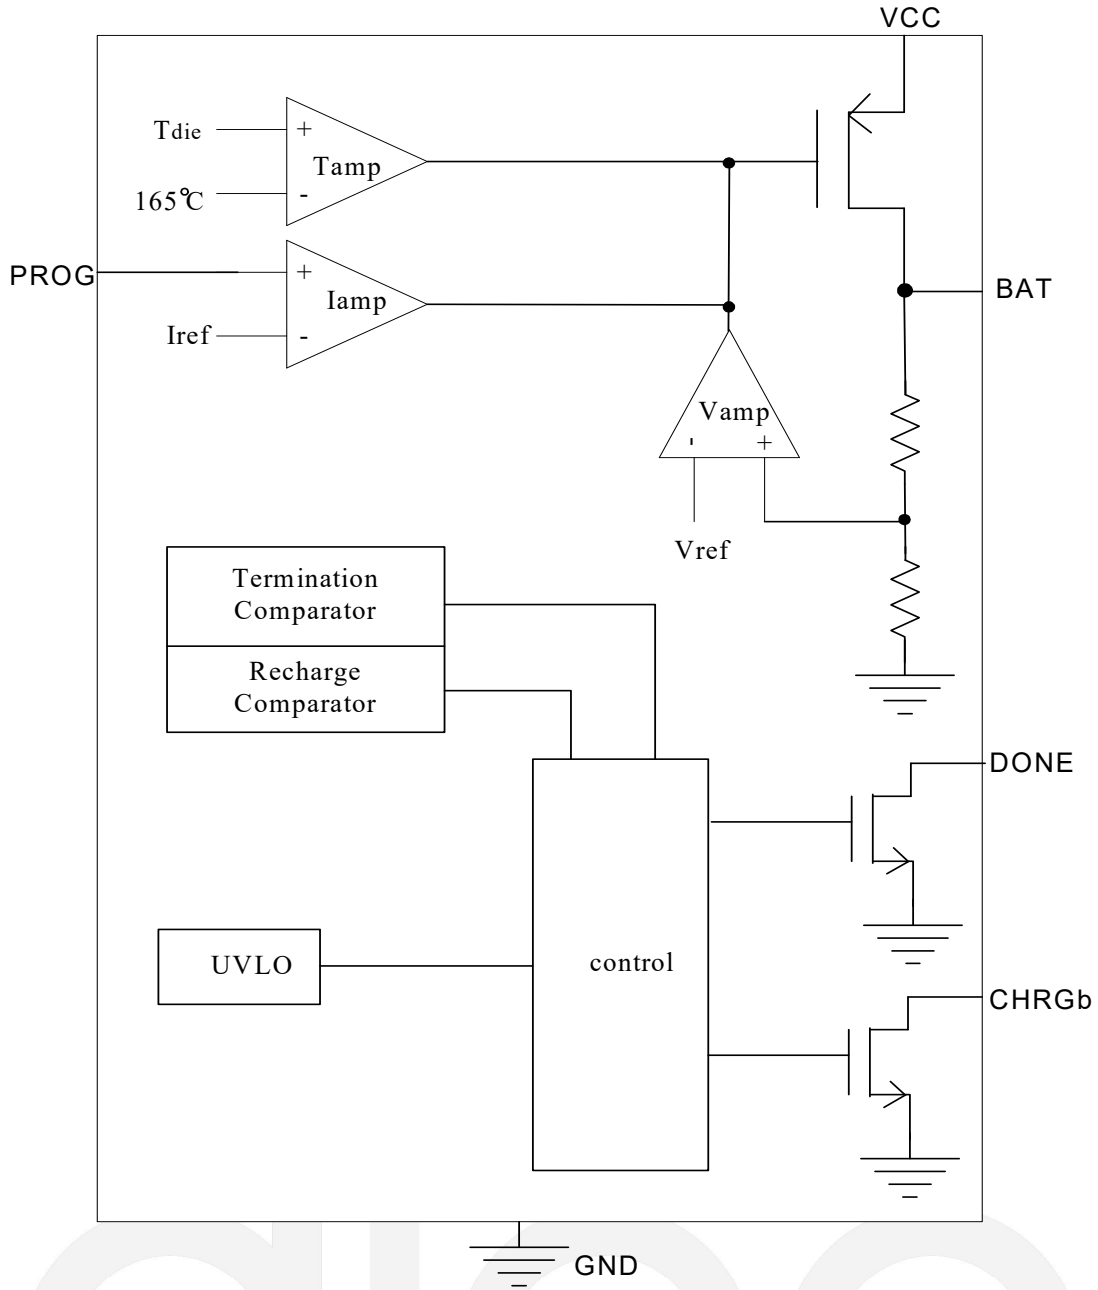 VCC
Tdie
+
Tamp
165℃
-
PROG
+
Iamp
BAT
Iref
-
Vamp
-
+
Vref
Termination
Comparator
Recharge
Comparator
DONE
UVLO
control
CHRGb
GND